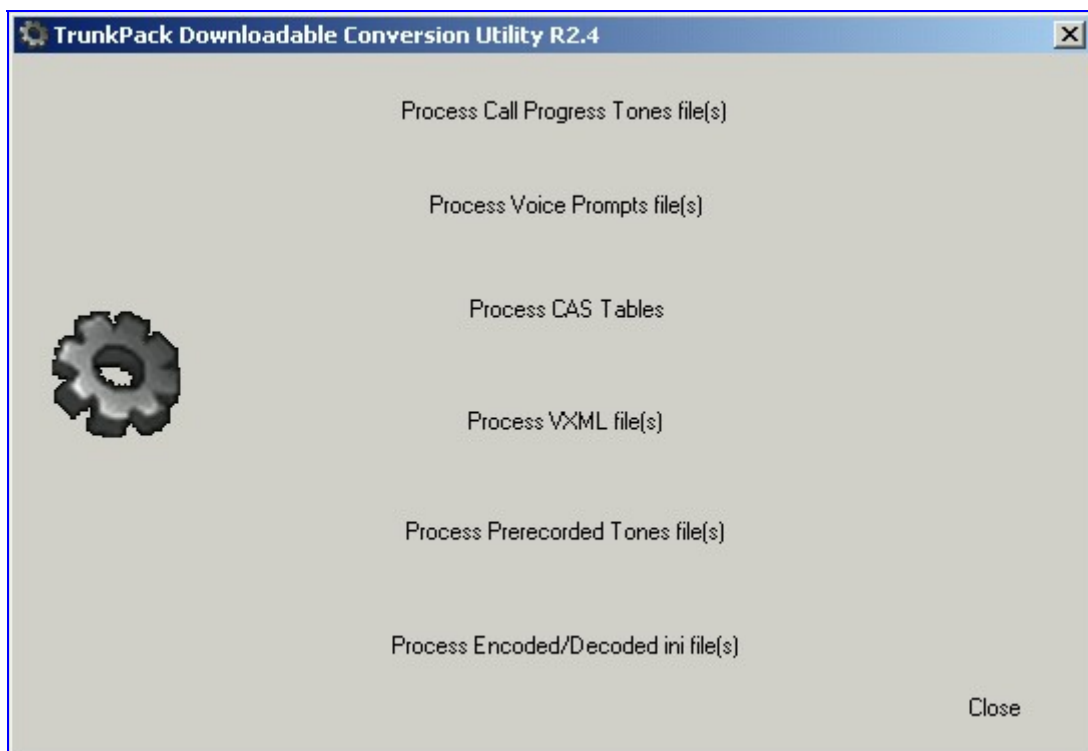 TrunkPack Downloadable Conversion Utility R2.4
Process Call Progress Tones file(s)
Process Voice Prompts file(s)
Process CAS Tables
Process VXML file(s)
Process Prerecorded Tones file(s)
Process Encoded/Decoded ini file(s)
Close